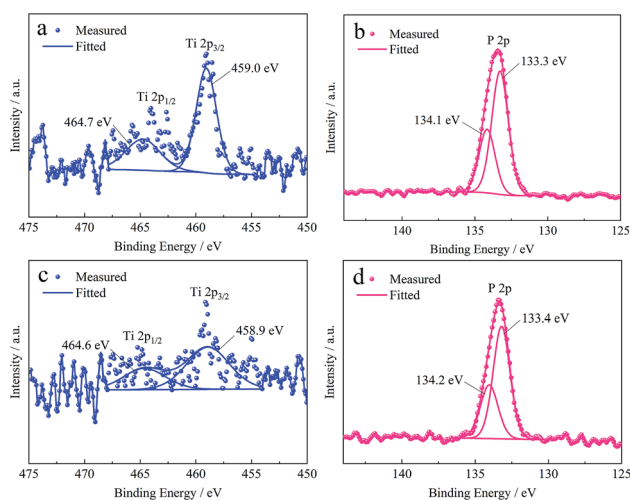 a
Measured
Fitted
Ti 2p3/2
459.0 eV
Ti 2p1/2
464.7 eV
Intensity / a.u.
475 470 465 460 455 450
Binding Energy / eV
b
Measured
Fitted
P 2p
133.3 eV
134.1 eV
Intensity / a.u.
140 135 130 125
Binding Energy / eV
c
Measured
Fitted
Ti 2p3/2
Ti 2p1/2
464.6 eV
458.9 eV
Intensity / a.u.
475 470 465 460 455 450
Binding Energy / eV
d
Measured
Fitted
P 2p
133.4 eV
134.2 eV
Intensity / a.u.
140 135 130 125
Binding Energy / eV